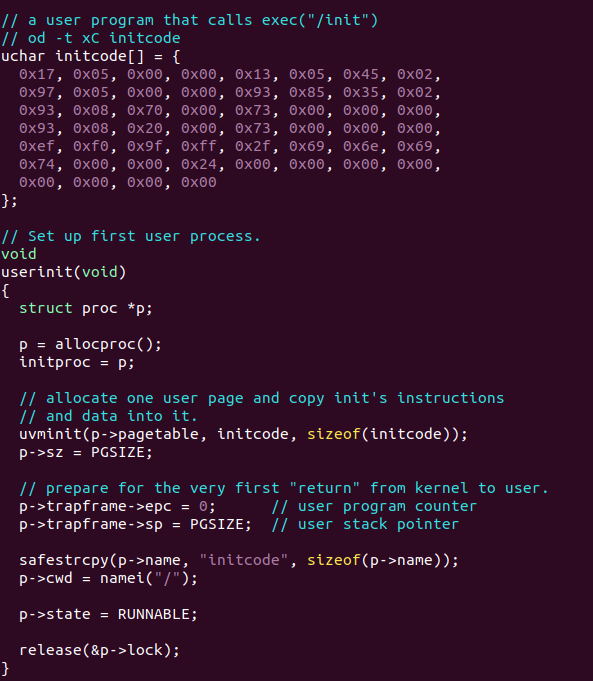 // a user program that calls exec("/init")
// od -t xC initcode
uchar initcode[] = {
  0x17, 0x05, 0x00, 0x00, 0x13, 0x05, 0x45, 0x02,
  0x97, 0x05, 0x00, 0x00, 0x93, 0x85, 0x35, 0x02,
  0x93, 0x08, 0x70, 0x00, 0x73, 0x00, 0x00, 0x00,
  0x93, 0x08, 0x20, 0x00, 0x73, 0x00, 0x00, 0x00,
  0xef, 0xf0, 0x9f, 0xff, 0x2f, 0x69, 0x6e, 0x69,
  0x74, 0x00, 0x00, 0x24, 0x00, 0x00, 0x00, 0x00,
  0x00, 0x00, 0x00, 0x00
};

// Set up first user process.
void
userinit(void)
{
  struct proc *p;

  p = allocproc();
  initproc = p;

  // allocate one user page and copy init's instructions
  // and data into it.
  uvminit(p->pagetable, initcode, sizeof(initcode));
  p->sz = PGSIZE;

  // prepare for the very first "return" from kernel to user.
  p->trapframe->epc = 0;      // user program counter
  p->trapframe->sp = PGSIZE;  // user stack pointer

  safestrcpy(p->name, "initcode", sizeof(p->name));
  p->cwd = namei("/");

  p->state = RUNNABLE;

  release(&p->lock);
}